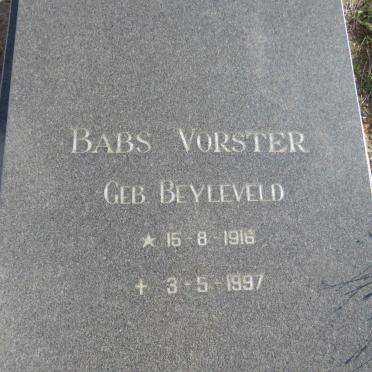 BABS VORSTER
GEB BEYLEVELD
★ 15-8-1916
✝ 3-5-1997